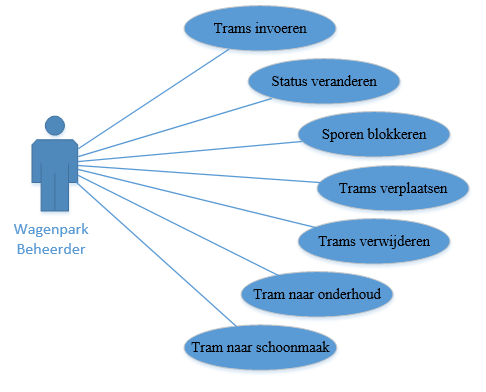 Trams invoeren
Status veranderen
Sporen blokkeren
Trams verplaatsen
Trams verwijderen
Tram naar onderhoud
Tram naar schoonmaak
Wagenpark
Beheerder